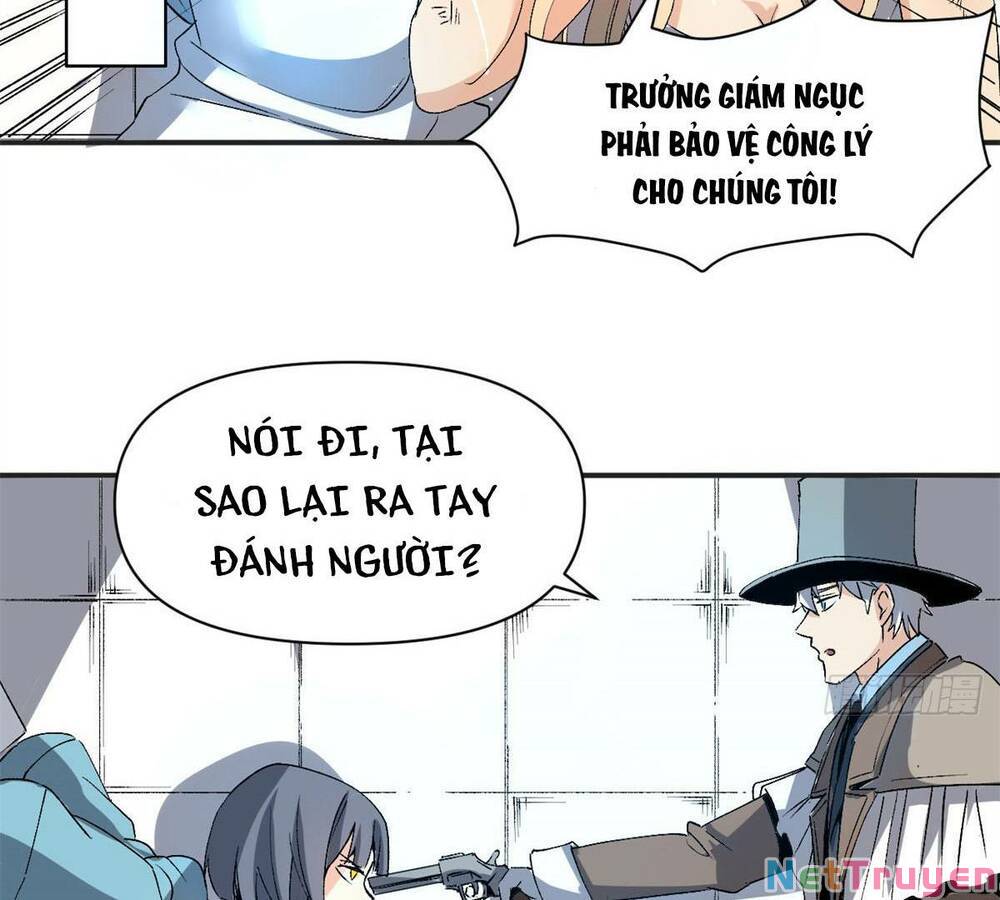 TRƯỞNG GIÁM NGỤC
PHẢI BẢO VỆ CÔNG LÝ
CHO CHÚNG TÔI!
NÓI ĐI, TẠI
SAO LẠI RA TAY
ĐÁNH NGƯỜI?
NetTruyen